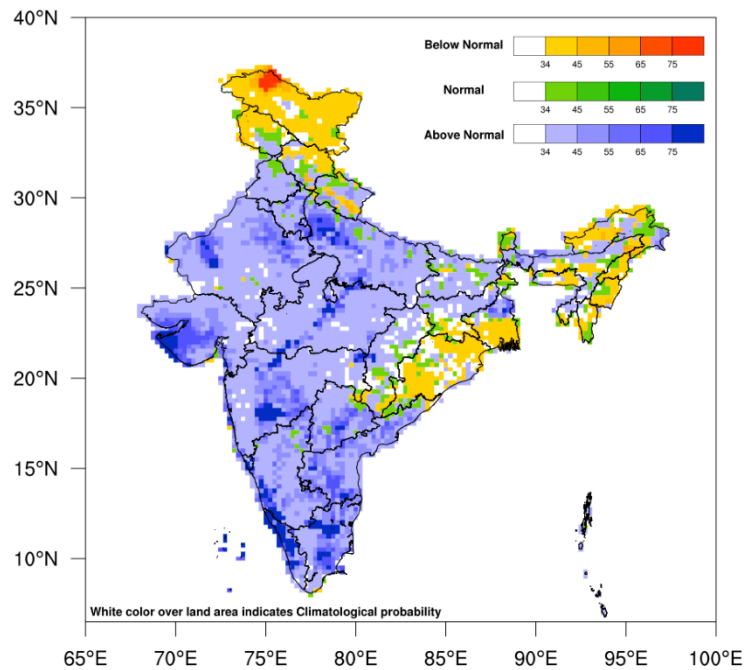 40°N
35°N
30°N
25°N
20°N
15°N
10°N
65°E 70°E 75°E 80°E 85°E 90°E 95°E 100°E
Below Normal
34 45 55 65 75
Normal
34 45 55 65 75
Above Normal
34 45 55 65 75
White color over land area indicates Climatological probability